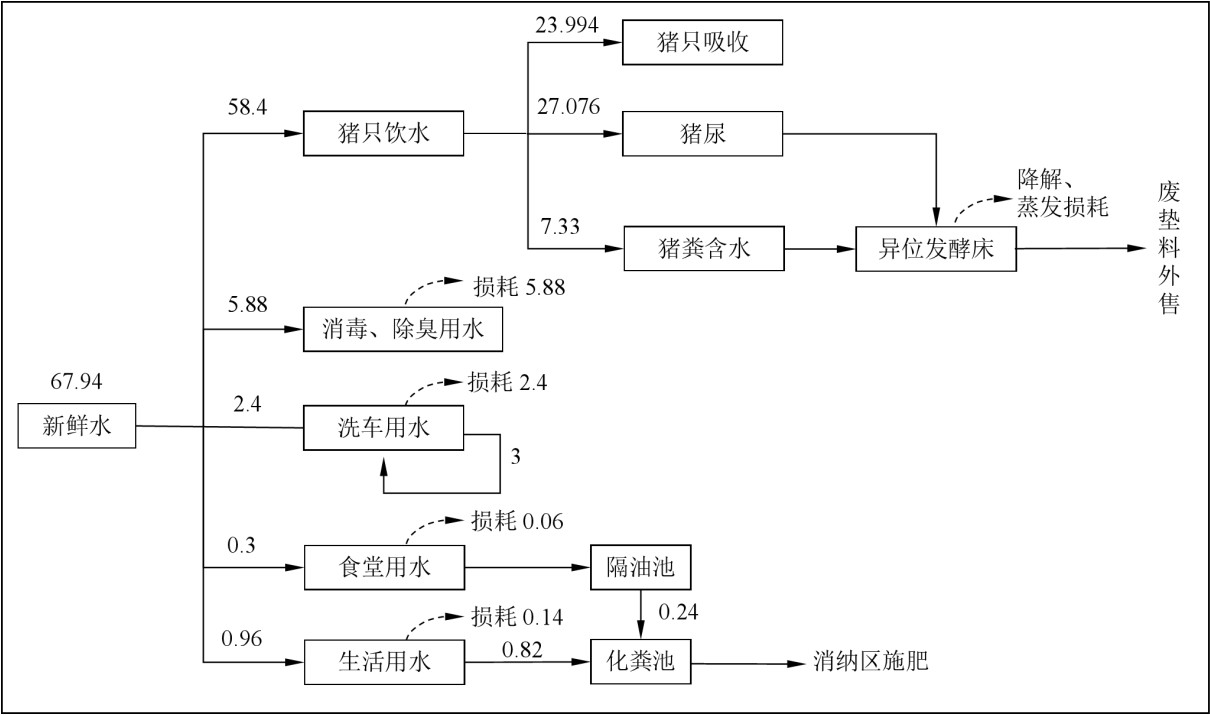 23.994
猪只吸收
58.4
猪只饮水
27.076
猪尿
降解、
蒸发损耗
废垫料外售
7.33
猪粪含水
异位发酵床
5.88
损耗 5.88
消毒、除臭用水
67.94
新鲜水
2.4
损耗 2.4
洗车用水
3
0.3
损耗 0.06
食堂用水
隔油池
0.24
0.96
损耗 0.14
生活用水
0.82
化粪池
消纳区施肥